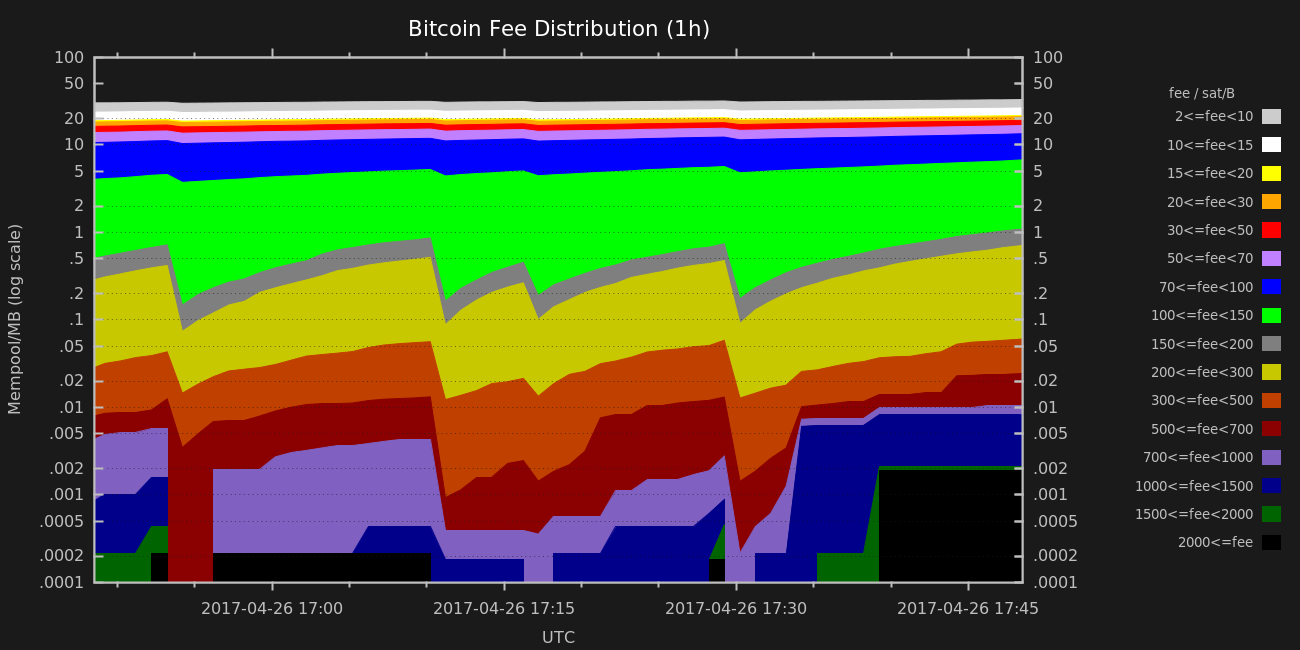 Bitcoin Fee Distribution (1h)
100
50
20
10
5
2
1
.5
.2
.1
.05
.02
.01
.005
.002
.001
.0005
.0002
.0001
Mempool/MB (log scale)
100
50
20
10
5
2
1
.5
.2
.1
.05
.02
.01
.005
.002
.001
.0005
.0002
.0001
2017-04-26 17:00
2017-04-26 17:15
2017-04-26 17:30
2017-04-26 17:45
UTC
fee / sat/B
2<=fee<10
10<=fee<15
15<=fee<20
20<=fee<30
30<=fee<50
50<=fee<70
70<=fee<100
100<=fee<150
150<=fee<200
200<=fee<300
300<=fee<500
500<=fee<700
700<=fee<1000
1000<=fee<1500
1500<=fee<2000
2000<=fee